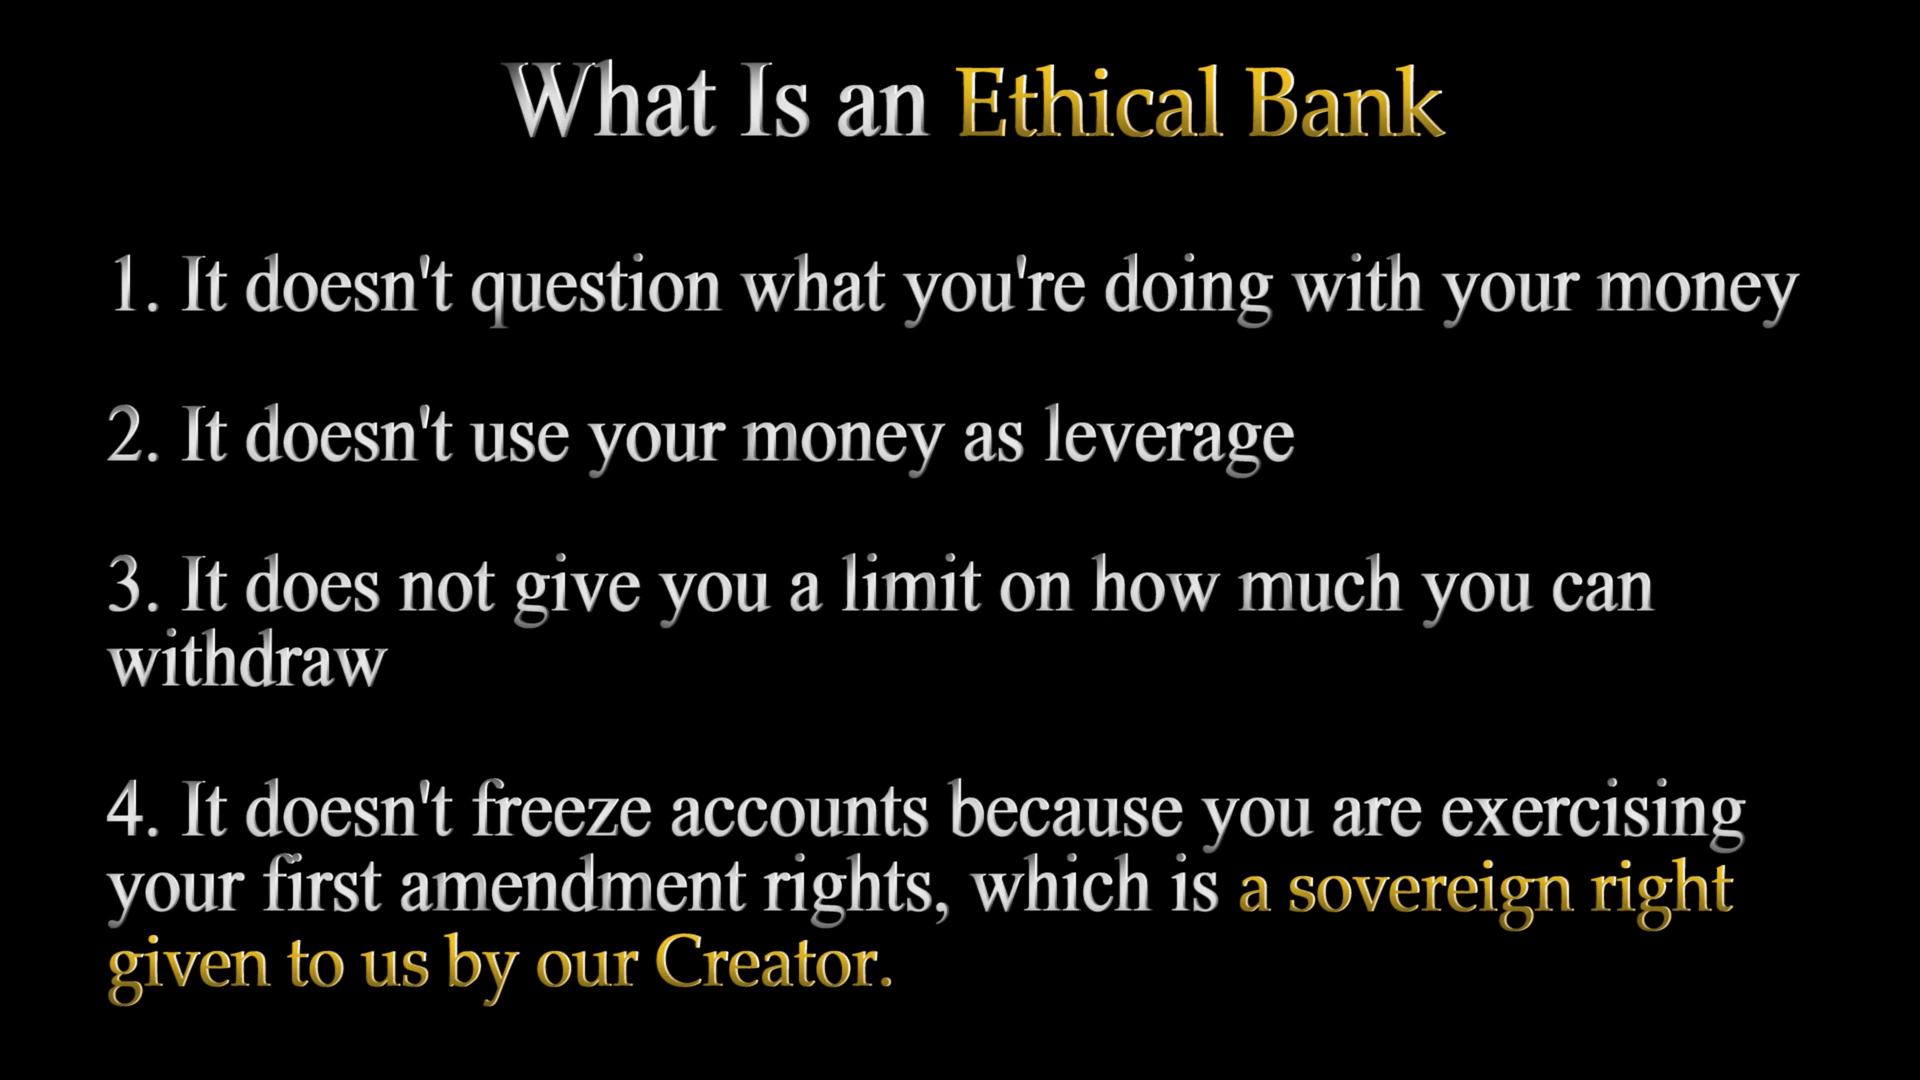 What Is an Ethical Bank
1. It doesn't question what you're doing with your money
2. It doesn't use your money as leverage
3. It does not give you a limit on how much you can
withdraw
4. It doesn't freeze accounts because you are exercising
your first amendment rights, which is a sovereign right
given to us by our Creator.